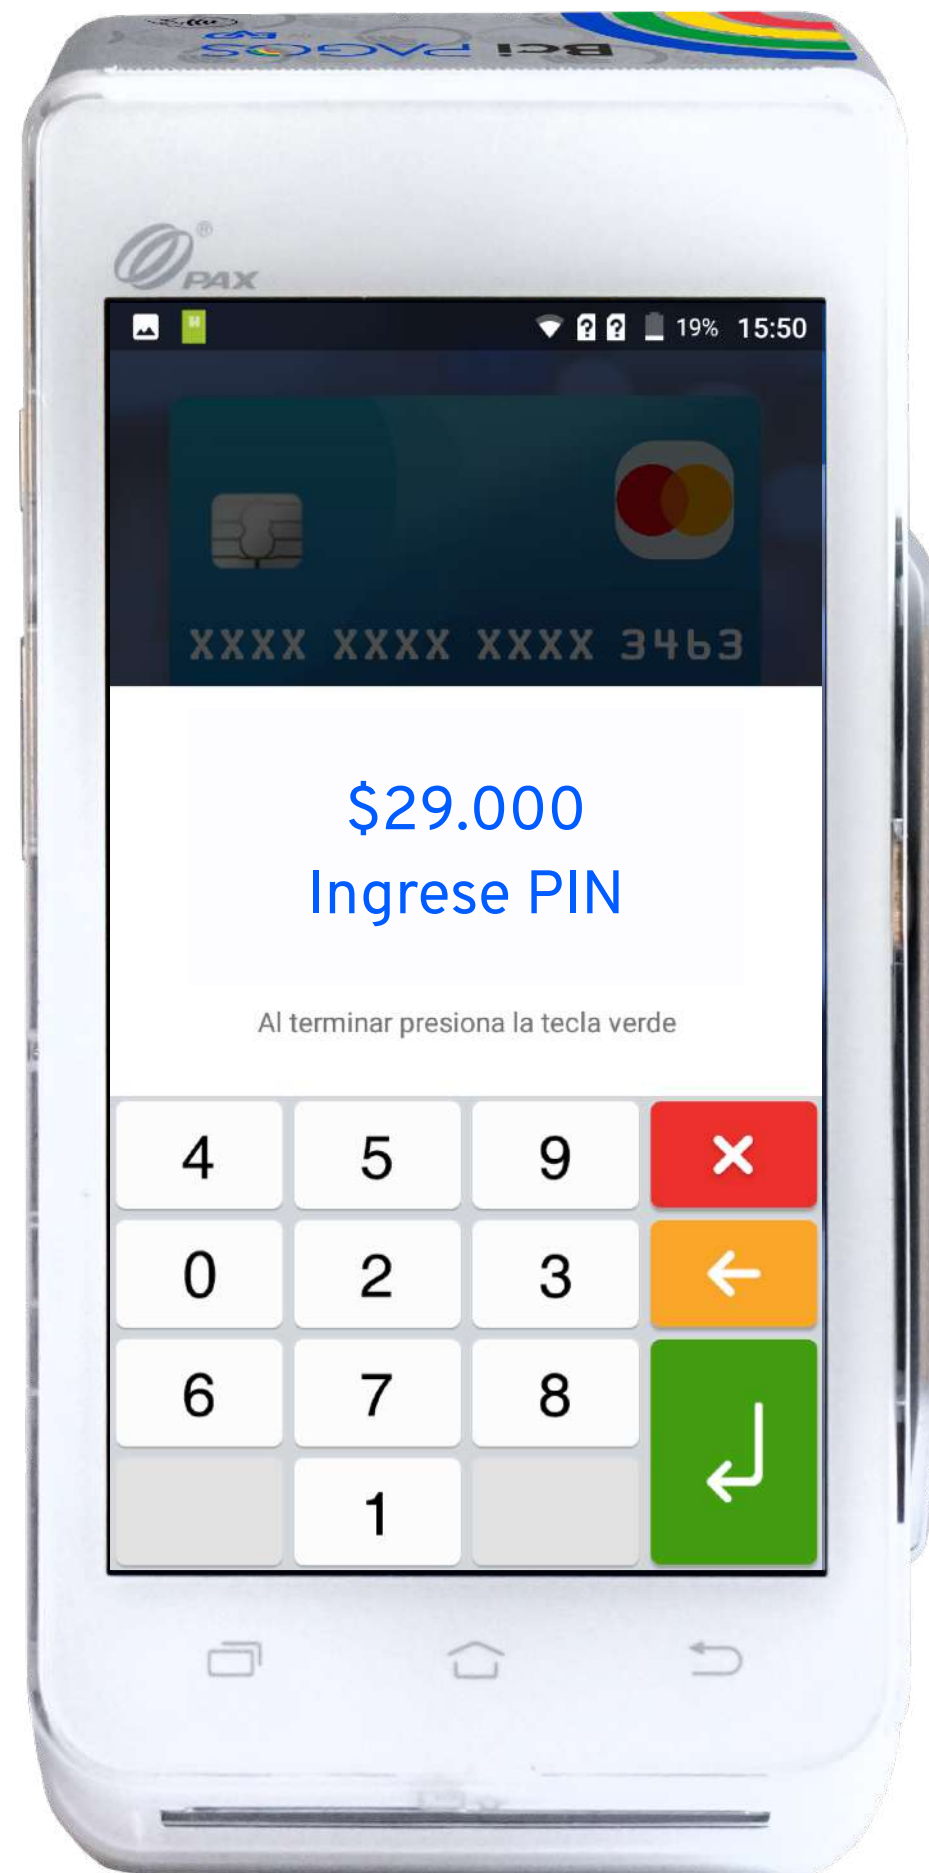 Bci PAGOS
®
PAX
19% 15:50
XXXX XXXX XXXX 3463
$29.000
Ingrese PIN
Al terminar presiona la tecla verde
4 5 9
0 2 3
6 7 8
1